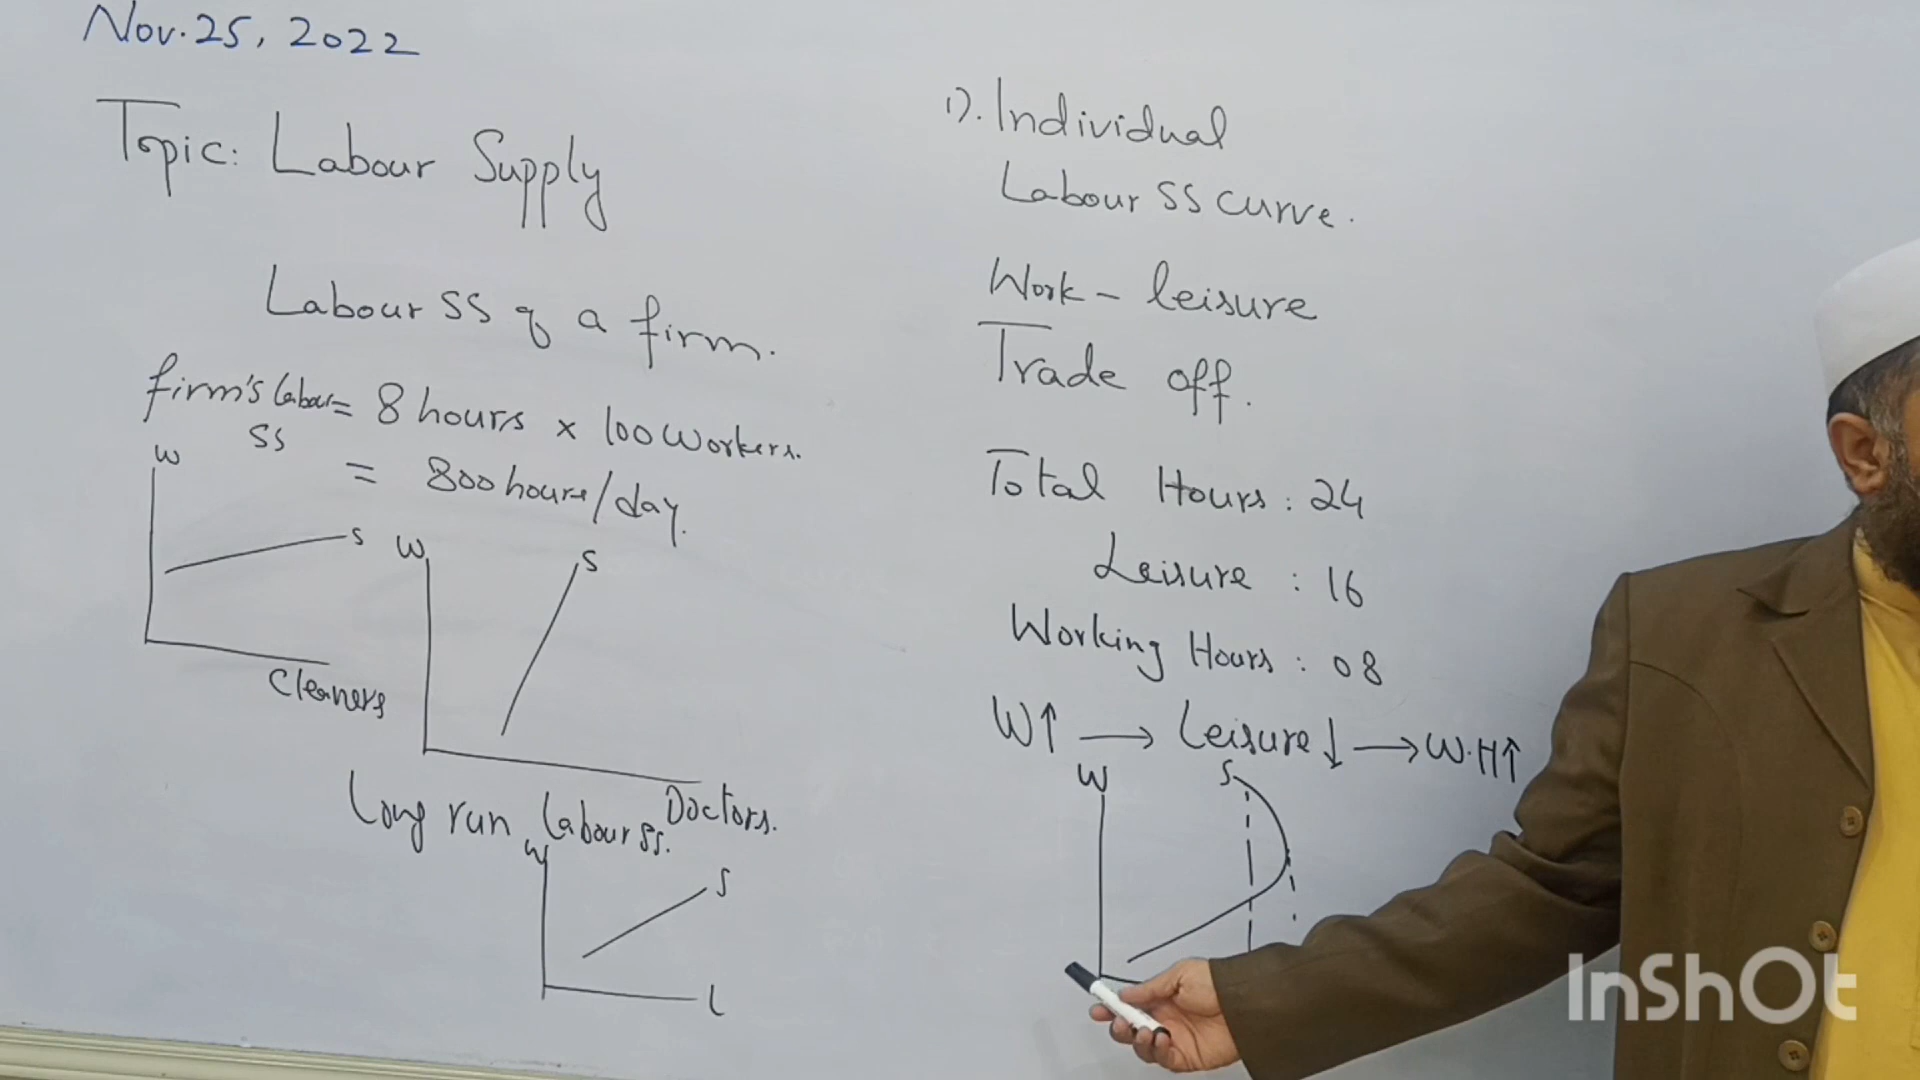 Nov. 25, 2022
Topic: Labour Supply
Labour SS of a firm.
firm's labour = 8 hours × 100 workers.
SS
= 800 hours/day.
W
S
Cleaners
W
S
Doctors.
Long run labour SS.
W
S
L
1). Individual
Labour SS curve.
Work - leisure
Trade off.
Total Hours : 24
Leisure : 16
Working Hours : 08
W↑ → Leisure ↓ → W.H↑
W
S
InShOt